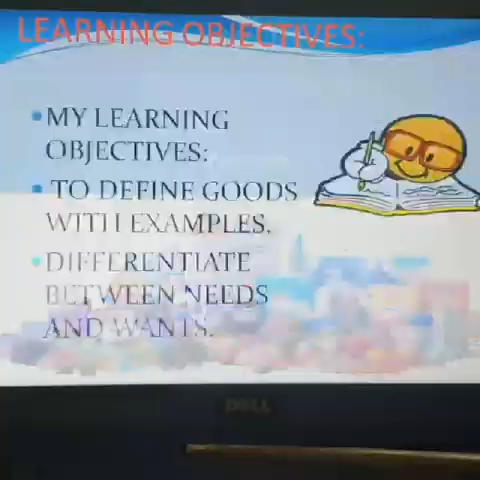 LEARNING OBJECTIVES:
•MY LEARNING
OBJECTIVES:
• TO DEFINE GOODS
WITH EXAMPLES.
•DIFFERENTIATE
BETWEEN NEEDS
AND WANTS.
DELL